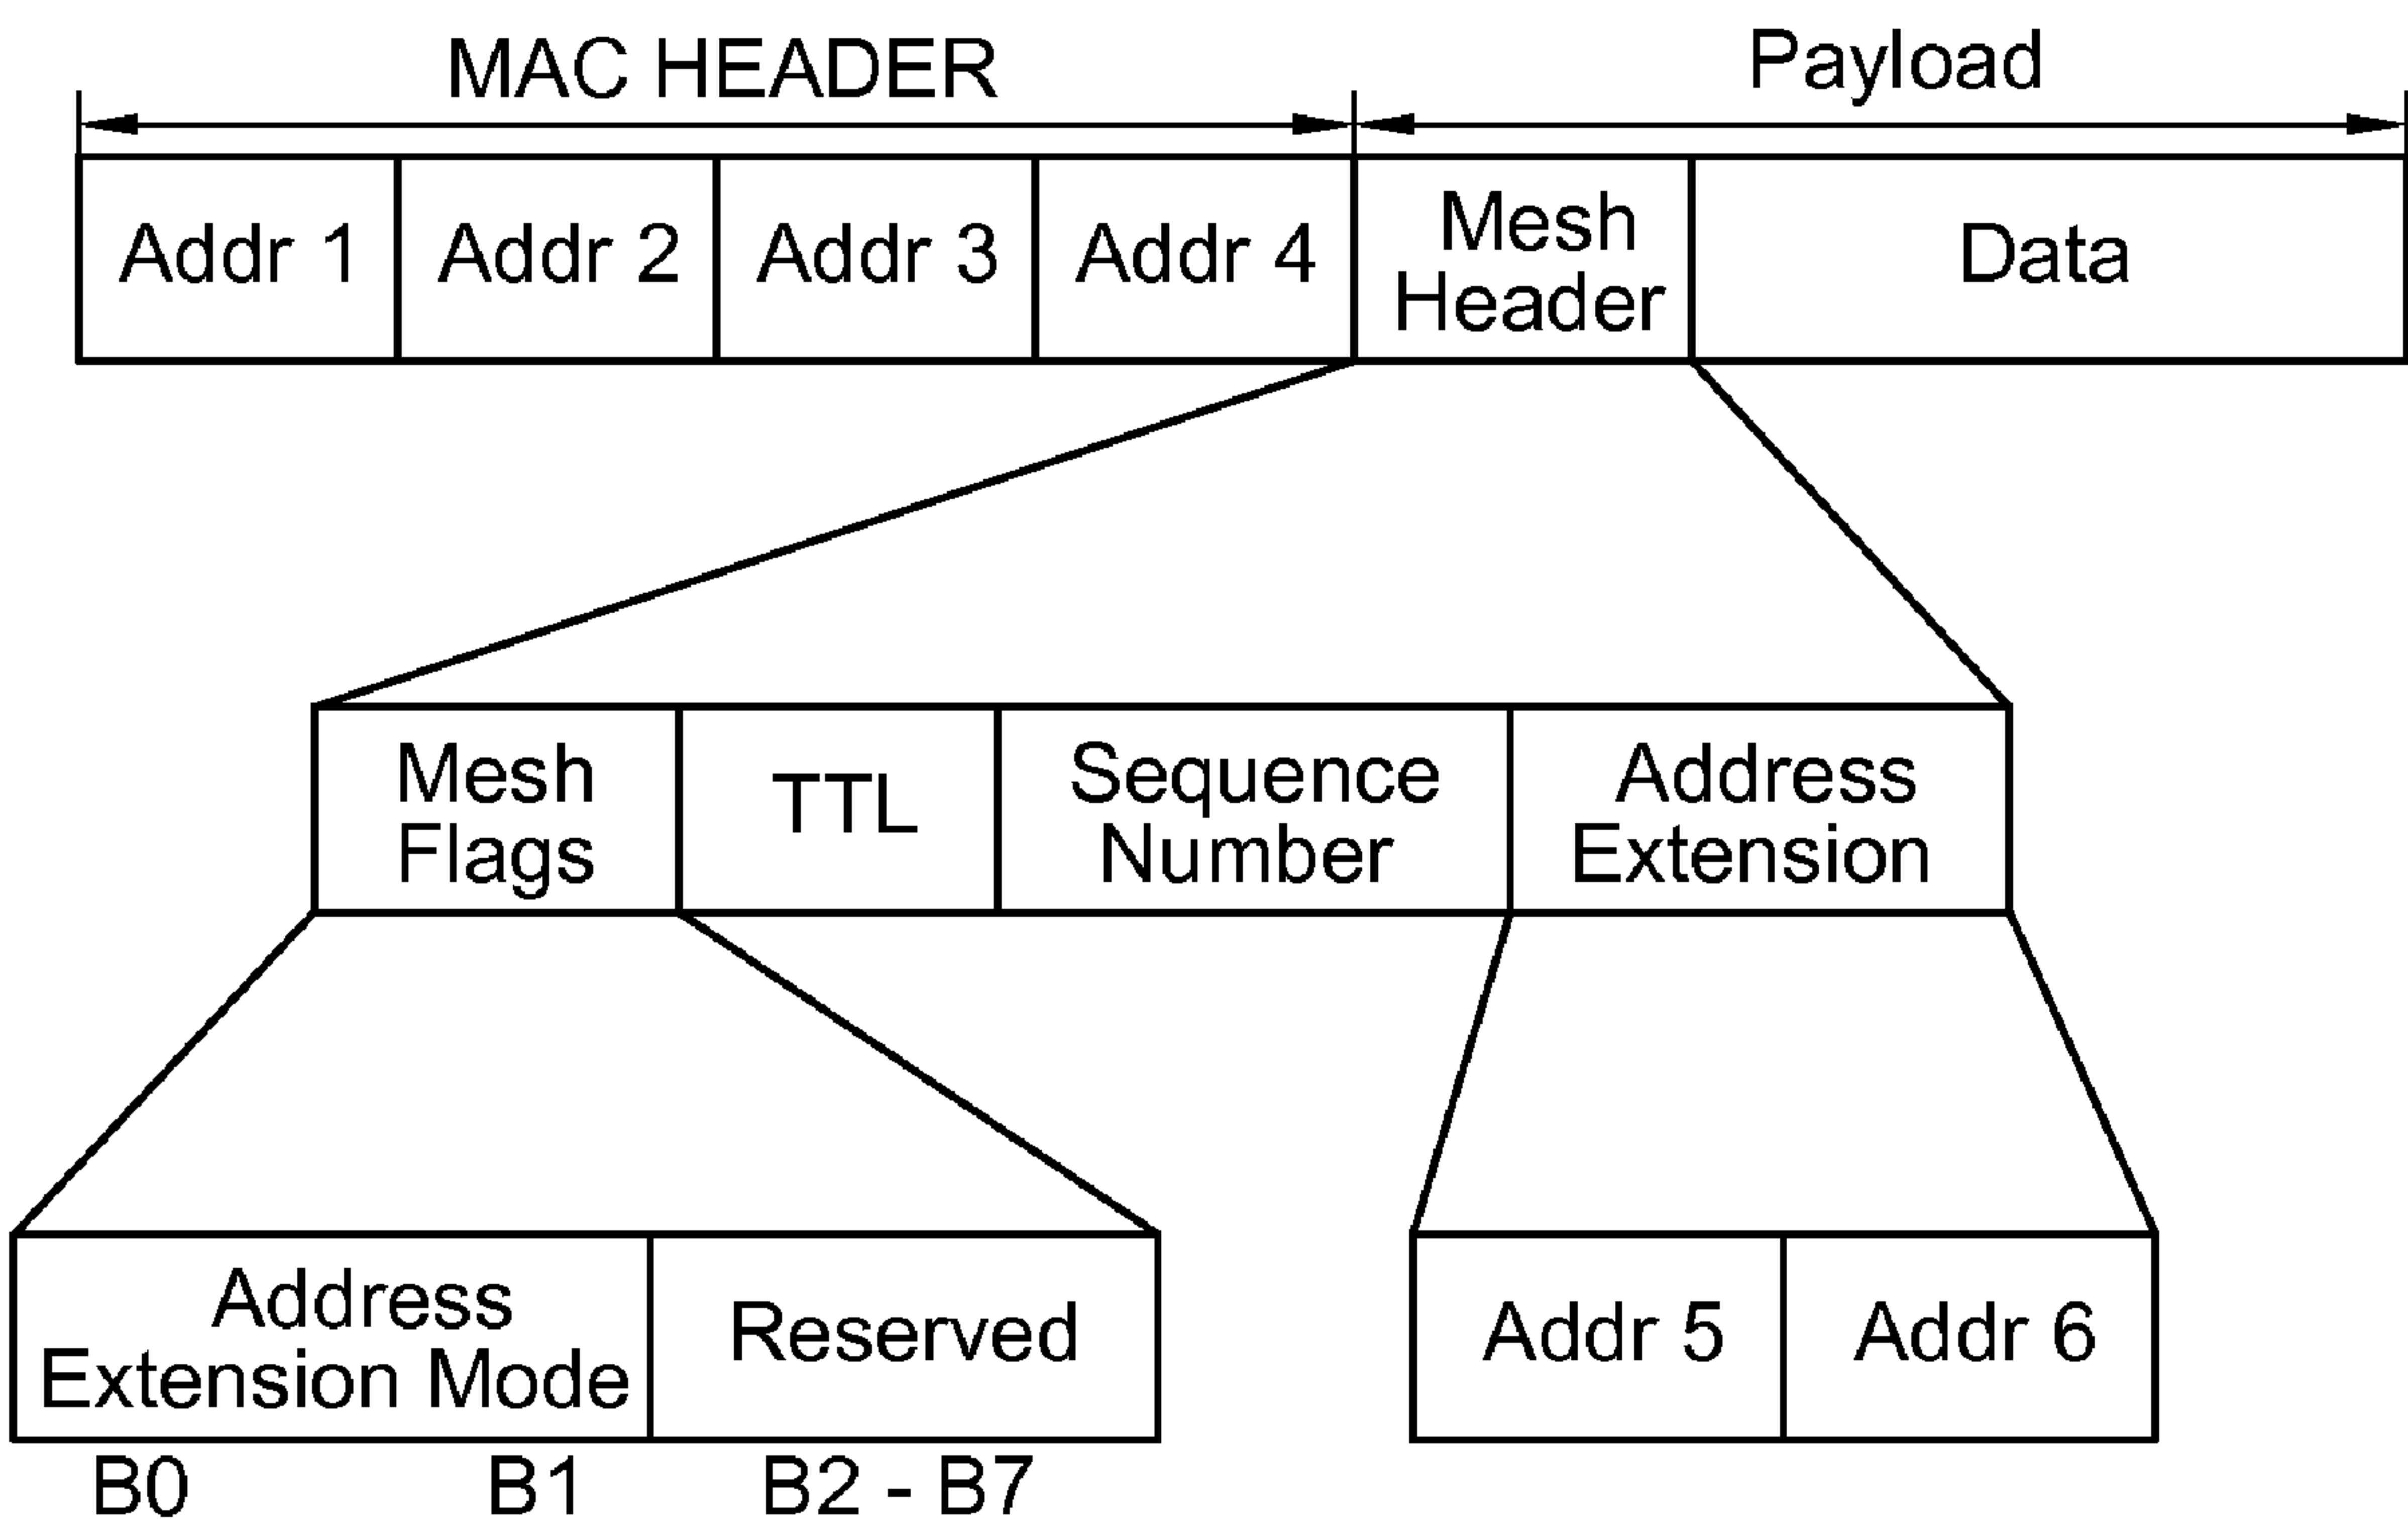 MAC HEADER
Payload
Addr 1
Addr 2
Addr 3
Addr 4
Mesh
Header
Data
Mesh
Flags
TTL
Sequence
Number
Address
Extension
Address
Extension Mode
Reserved
Addr 5
Addr 6
B0
B1
B2 - B7